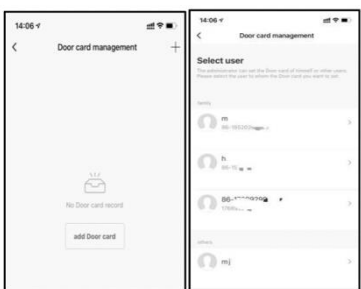 14:06
Door card management
No Door card record
add Door card
14:06
Door card management
Select user
The administrator can set the Door card of himself or other users.
Please select the user to whom the Door card you want to set.
family
m
h
others
mj